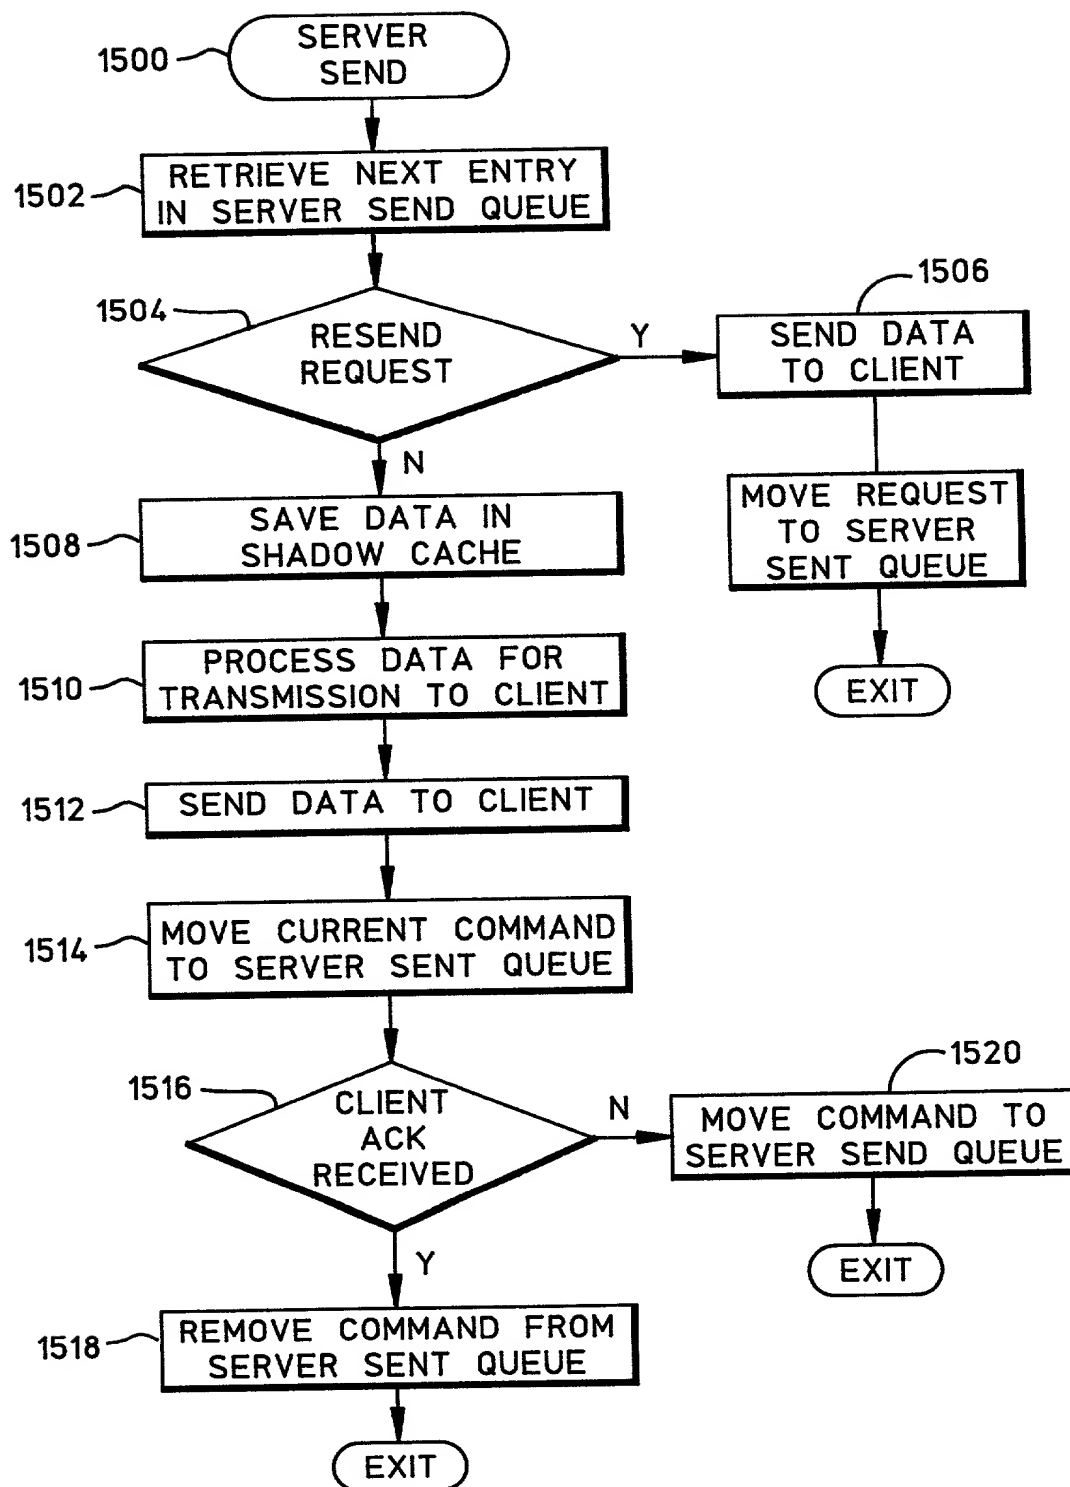 1500
SERVER
SEND
1502
RETRIEVE NEXT ENTRY
IN SERVER SEND QUEUE
1504
RESEND
REQUEST
Y
1506
SEND DATA
TO CLIENT
MOVE REQUEST
TO SERVER
SENT QUEUE
EXIT
N
1508
SAVE DATA IN
SHADOW CACHE
1510
PROCESS DATA FOR
TRANSMISSION TO CLIENT
1512
SEND DATA TO CLIENT
1514
MOVE CURRENT COMMAND
TO SERVER SENT QUEUE
1516
CLIENT
ACK
RECEIVED
N
1520
MOVE COMMAND TO
SERVER SEND QUEUE
EXIT
Y
1518
REMOVE COMMAND FROM
SERVER SENT QUEUE
EXIT